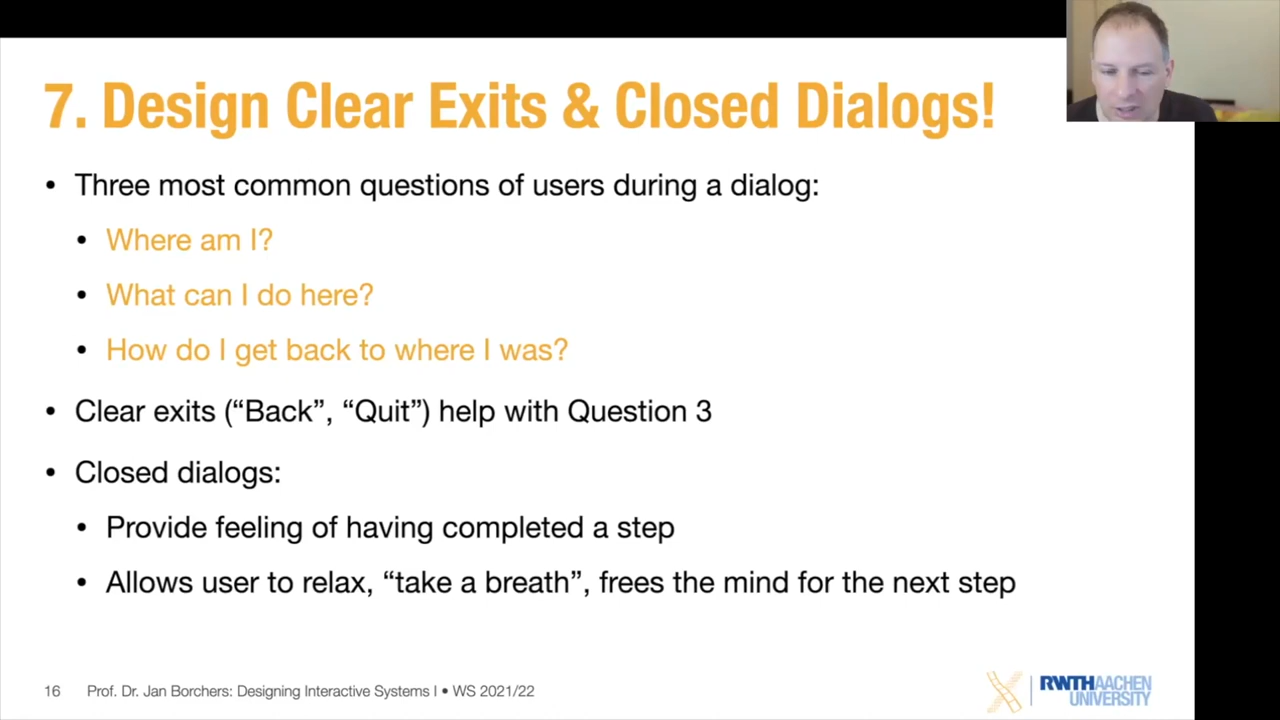 7. Design Clear Exits & Closed Dialogs!
• Three most common questions of users during a dialog:
• Where am I?
• What can I do here?
• How do I get back to where I was?
• Clear exits (“Back”, “Quit”) help with Question 3
• Closed dialogs:
• Provide feeling of having completed a step
• Allows user to relax, “take a breath”, frees the mind for the next step
16 Prof. Dr. Jan Borchers: Designing Interactive Systems I • WS 2021/22
RWTHAACHEN
UNIVERSITY